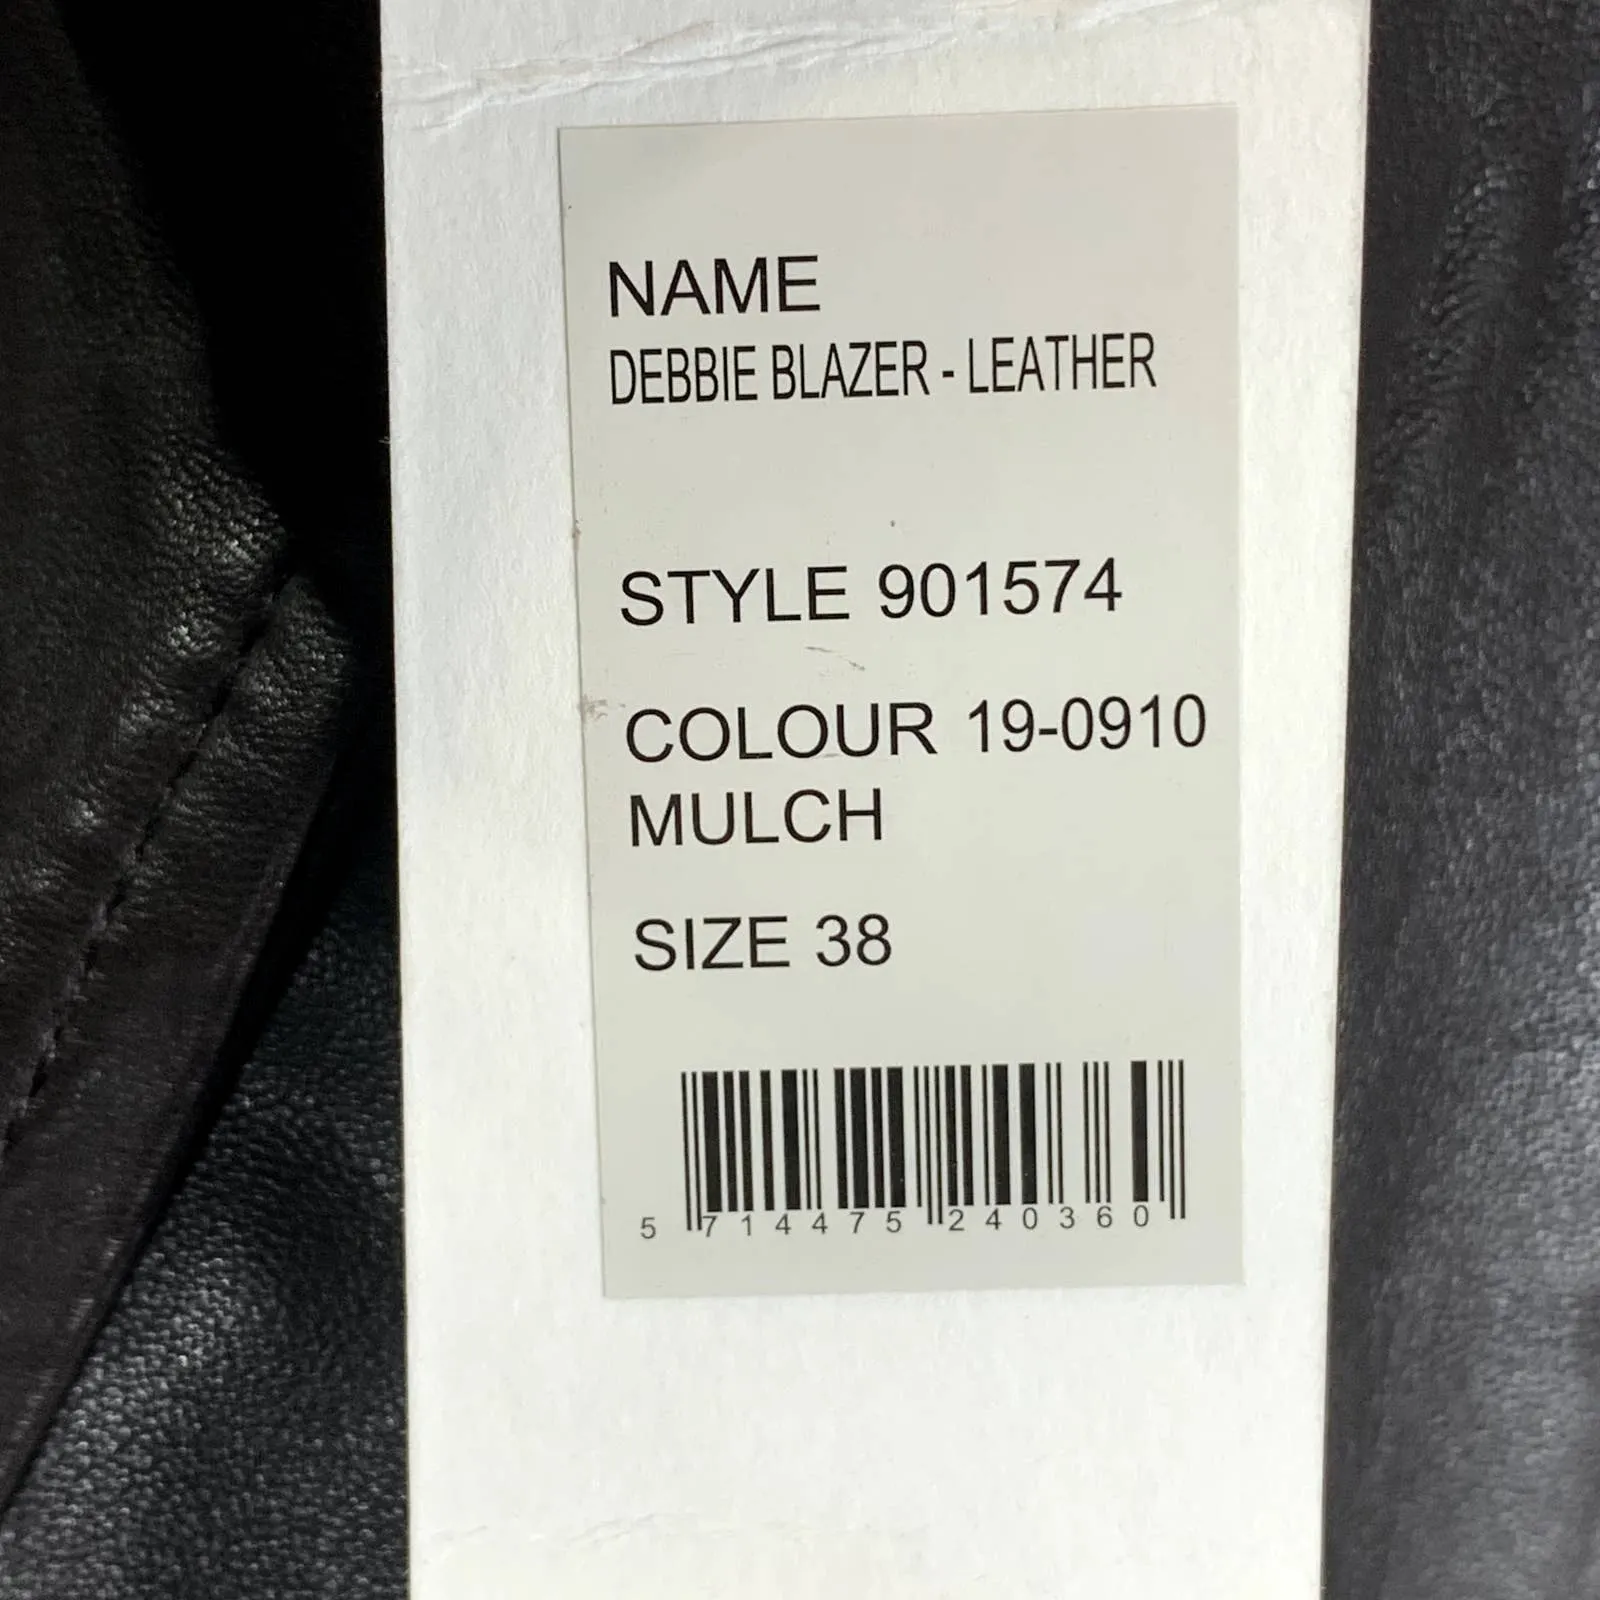 NAME
DEBBIE BLAZER - LEATHER
STYLE 901574
COLOUR 19-0910
MULCH
SIZE 38
5 714475 240360